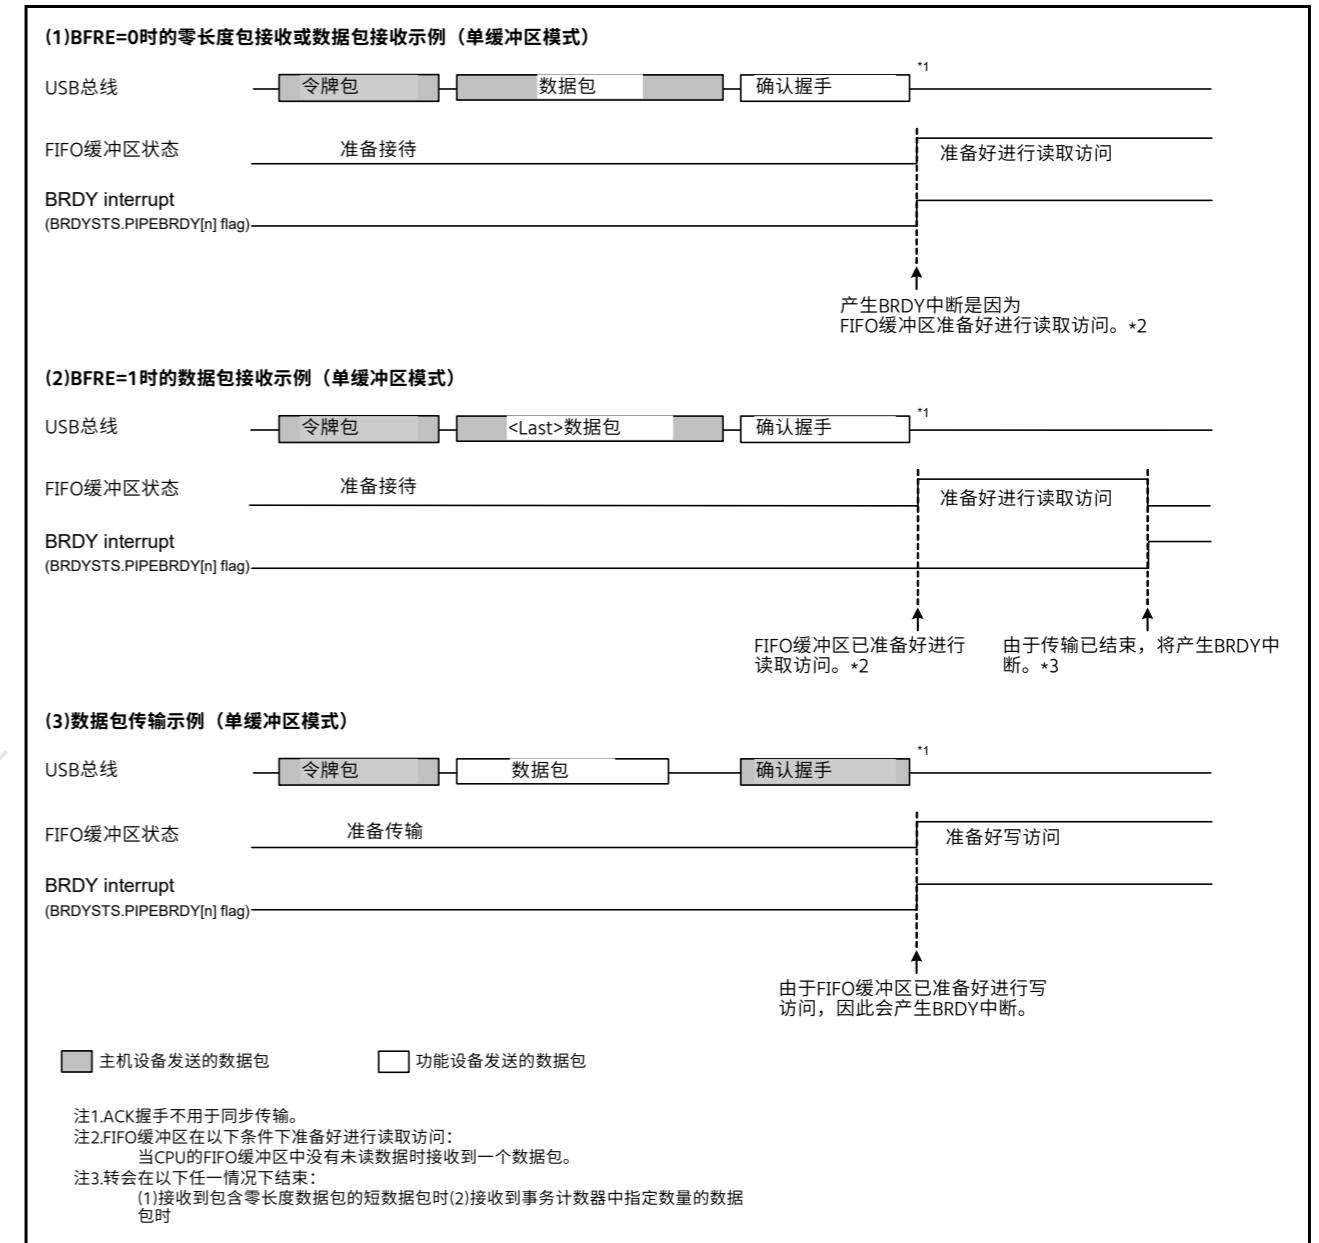 (1)BFRE=0时的零长度包接收或数据包接收示例（单缓冲区模式）
*1
USB总线
令牌包
数据包
确认握手
FIFO缓冲区状态
准备接待
准备好进行读取访问
BRDY interrupt
(BRDYSTS.PIPEBRDY[n] flag)
产生BRDY中断是因为
FIFO缓冲区准备好进行读取访问。*2
(2)BFRE=1时的数据包接收示例（单缓冲区模式）
*1
USB总线
令牌包
<Last>数据包
确认握手
FIFO缓冲区状态
准备接待
准备好进行读取访问
BRDY interrupt
(BRDYSTS.PIPEBRDY[n] flag)
FIFO缓冲区已准备好进行
读取访问。*2
由于传输已结束，将产生BRDY中
断。*3
(3)数据包传输示例（单缓冲区模式）
*1
USB总线
令牌包
数据包
确认握手
FIFO缓冲区状态
准备传输
准备好写访问
BRDY interrupt
(BRDYSTS.PIPEBRDY[n] flag)
由于FIFO缓冲区已准备好进行写
访问，因此会产生BRDY中断。
主机设备发送的数据包
功能设备发送的数据包
注1.ACK握手不用于同步传输。
注2.FIFO缓冲区在以下条件下准备好进行读取访问：
当CPU的FIFO缓冲区中没有未读数据时接收到一个数据包。
注3.转会在以下任一情况下结束：
(1)接收到包含零长度数据包的短数据包时(2)接收到事务计数器中指定数量的数据
包时